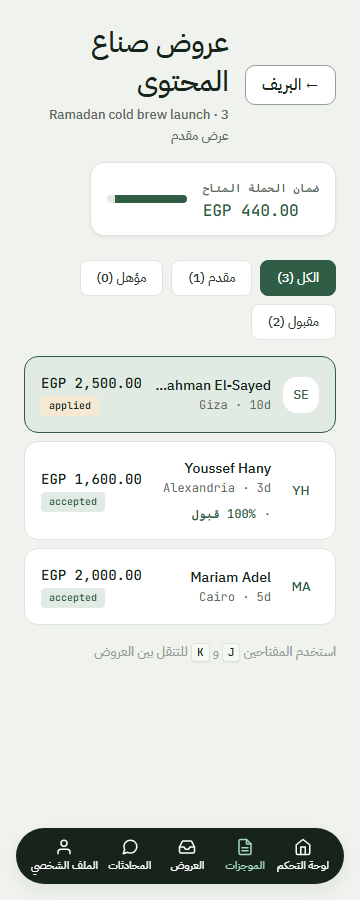 ← البريف
عروض صناع
المحتوى
Ramadan cold brew launch · 3
عرض مقدم
ضمان الحملة المتاح
EGP 440.00
الكل (3)
مقدم (1)
مؤهل (0)
مقبول (2)
SE
...ahman El-Sayed
Giza · 10d
EGP 2,500.00
applied
YH
Youssef Hany
Alexandria · 3d
· 100% قبول
EGP 1,600.00
accepted
MA
Mariam Adel
Cairo · 5d
EGP 2,000.00
accepted
استخدم المفتاحين J و K للتنقل بين العروض
لوحة التحكم
الموجزات
العروض
المحادثات
الملف الشخصي